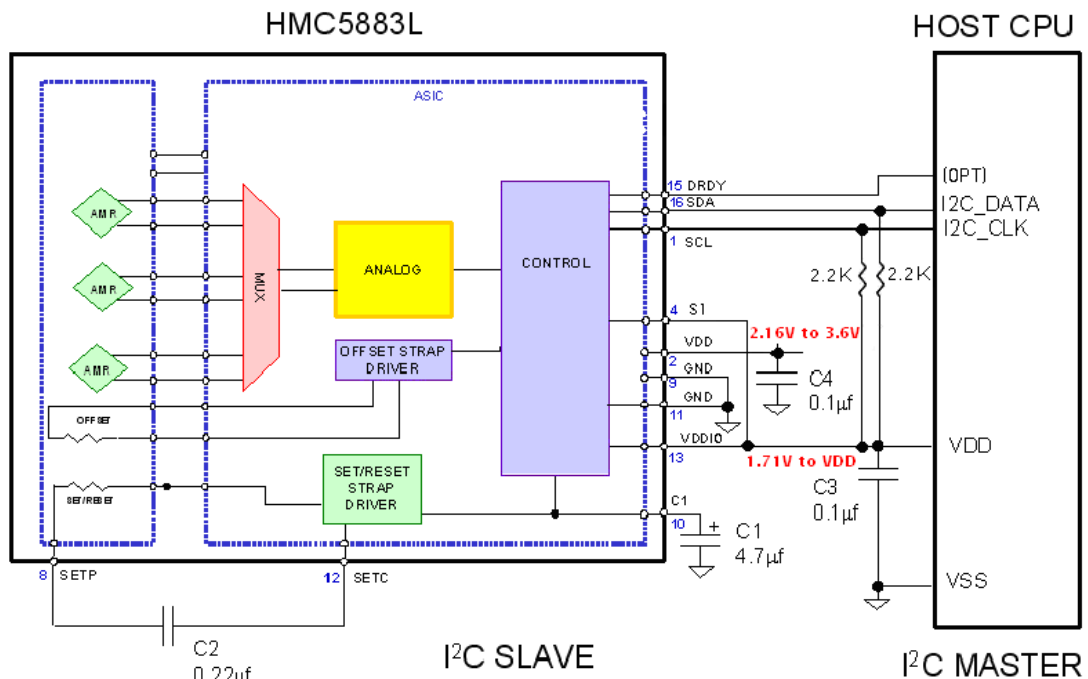 HMC5883L
HOST CPU
ASIC
AMR
AMR
AMR
MUX
ANALOG
CONTROL
OFFSET STRAP
DRIVER
OFFSET
SET/RESET
SET/RESET
STRAP
DRIVER
15 DRDY
16 SDA
1 SCL
4 S1
VDD
2
GND
9
GND
11
VDDIO
13
C1
10
8 SETP
12 SETC
(OPT)
I2C_DATA
I2C_CLK
2.2K
2.2K
2.16V to 3.6V
C4
0.1µf
1.71V to VDD
VDD
C3
0.1µf
+
C1
4.7µf
VSS
C2
0.22µf
I²C SLAVE
I²C MASTER